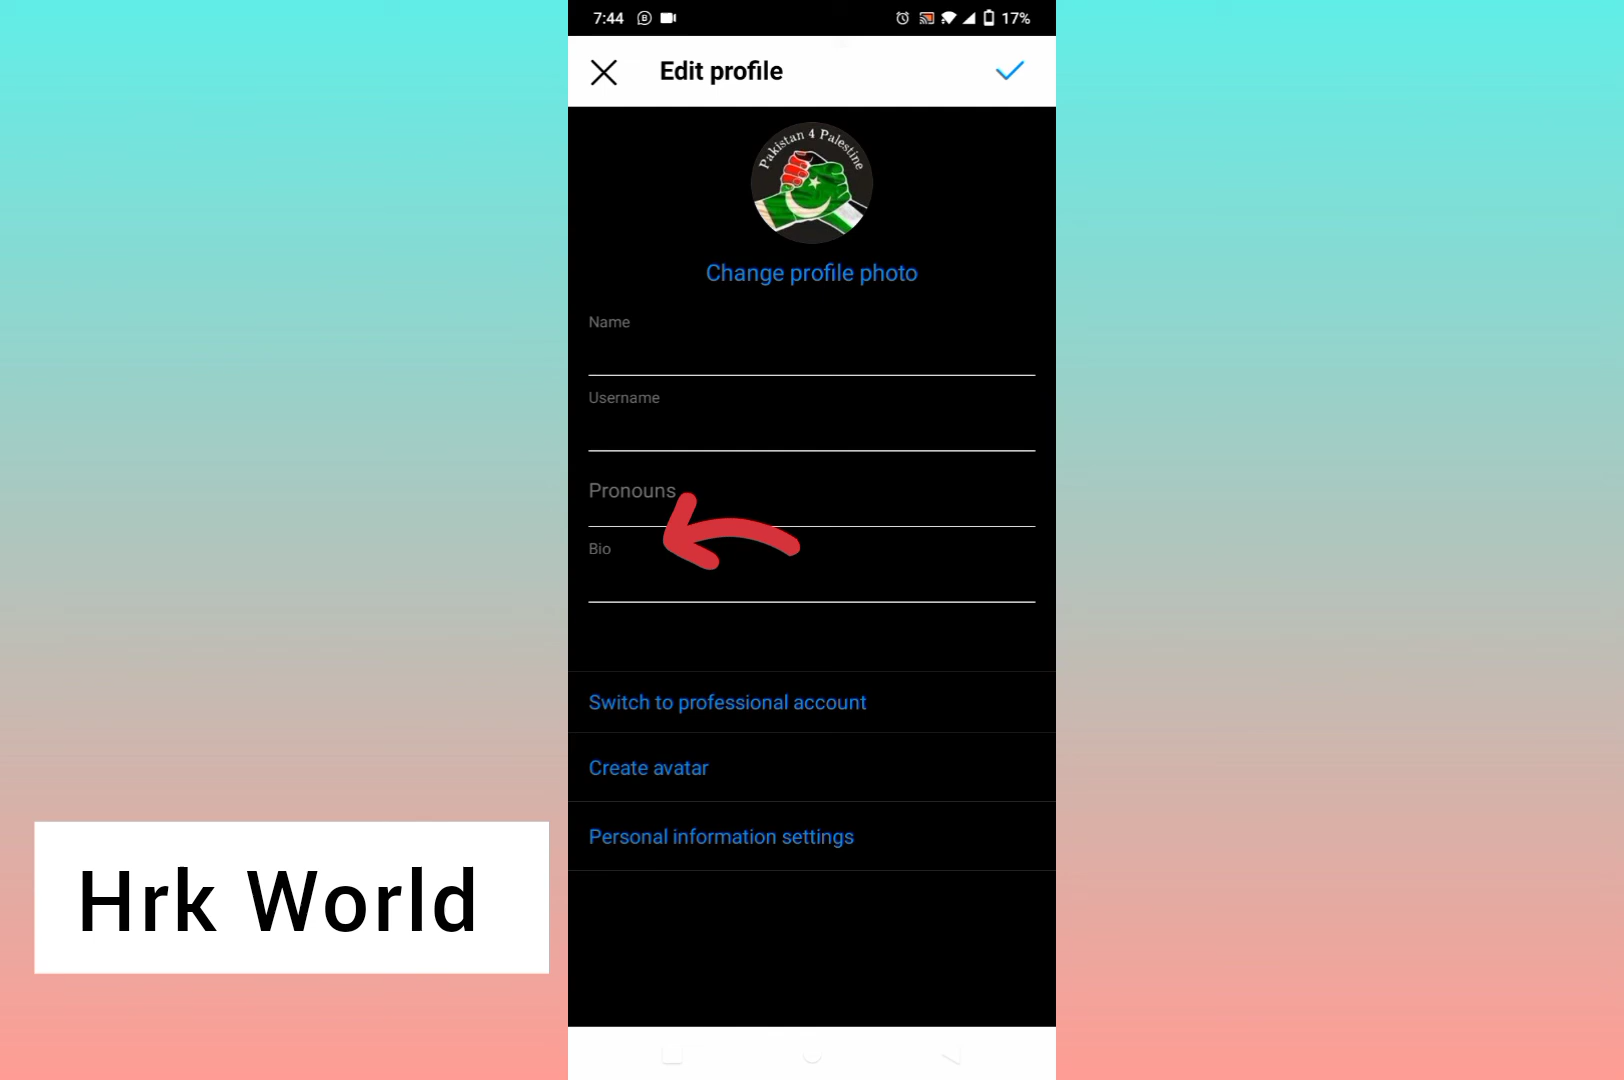 7:44
17%
Edit profile
Pakistan 4 Palestine
Change profile photo
Name
Username
Pronouns
Bio
Switch to professional account
Create avatar
Personal information settings
Hrk World